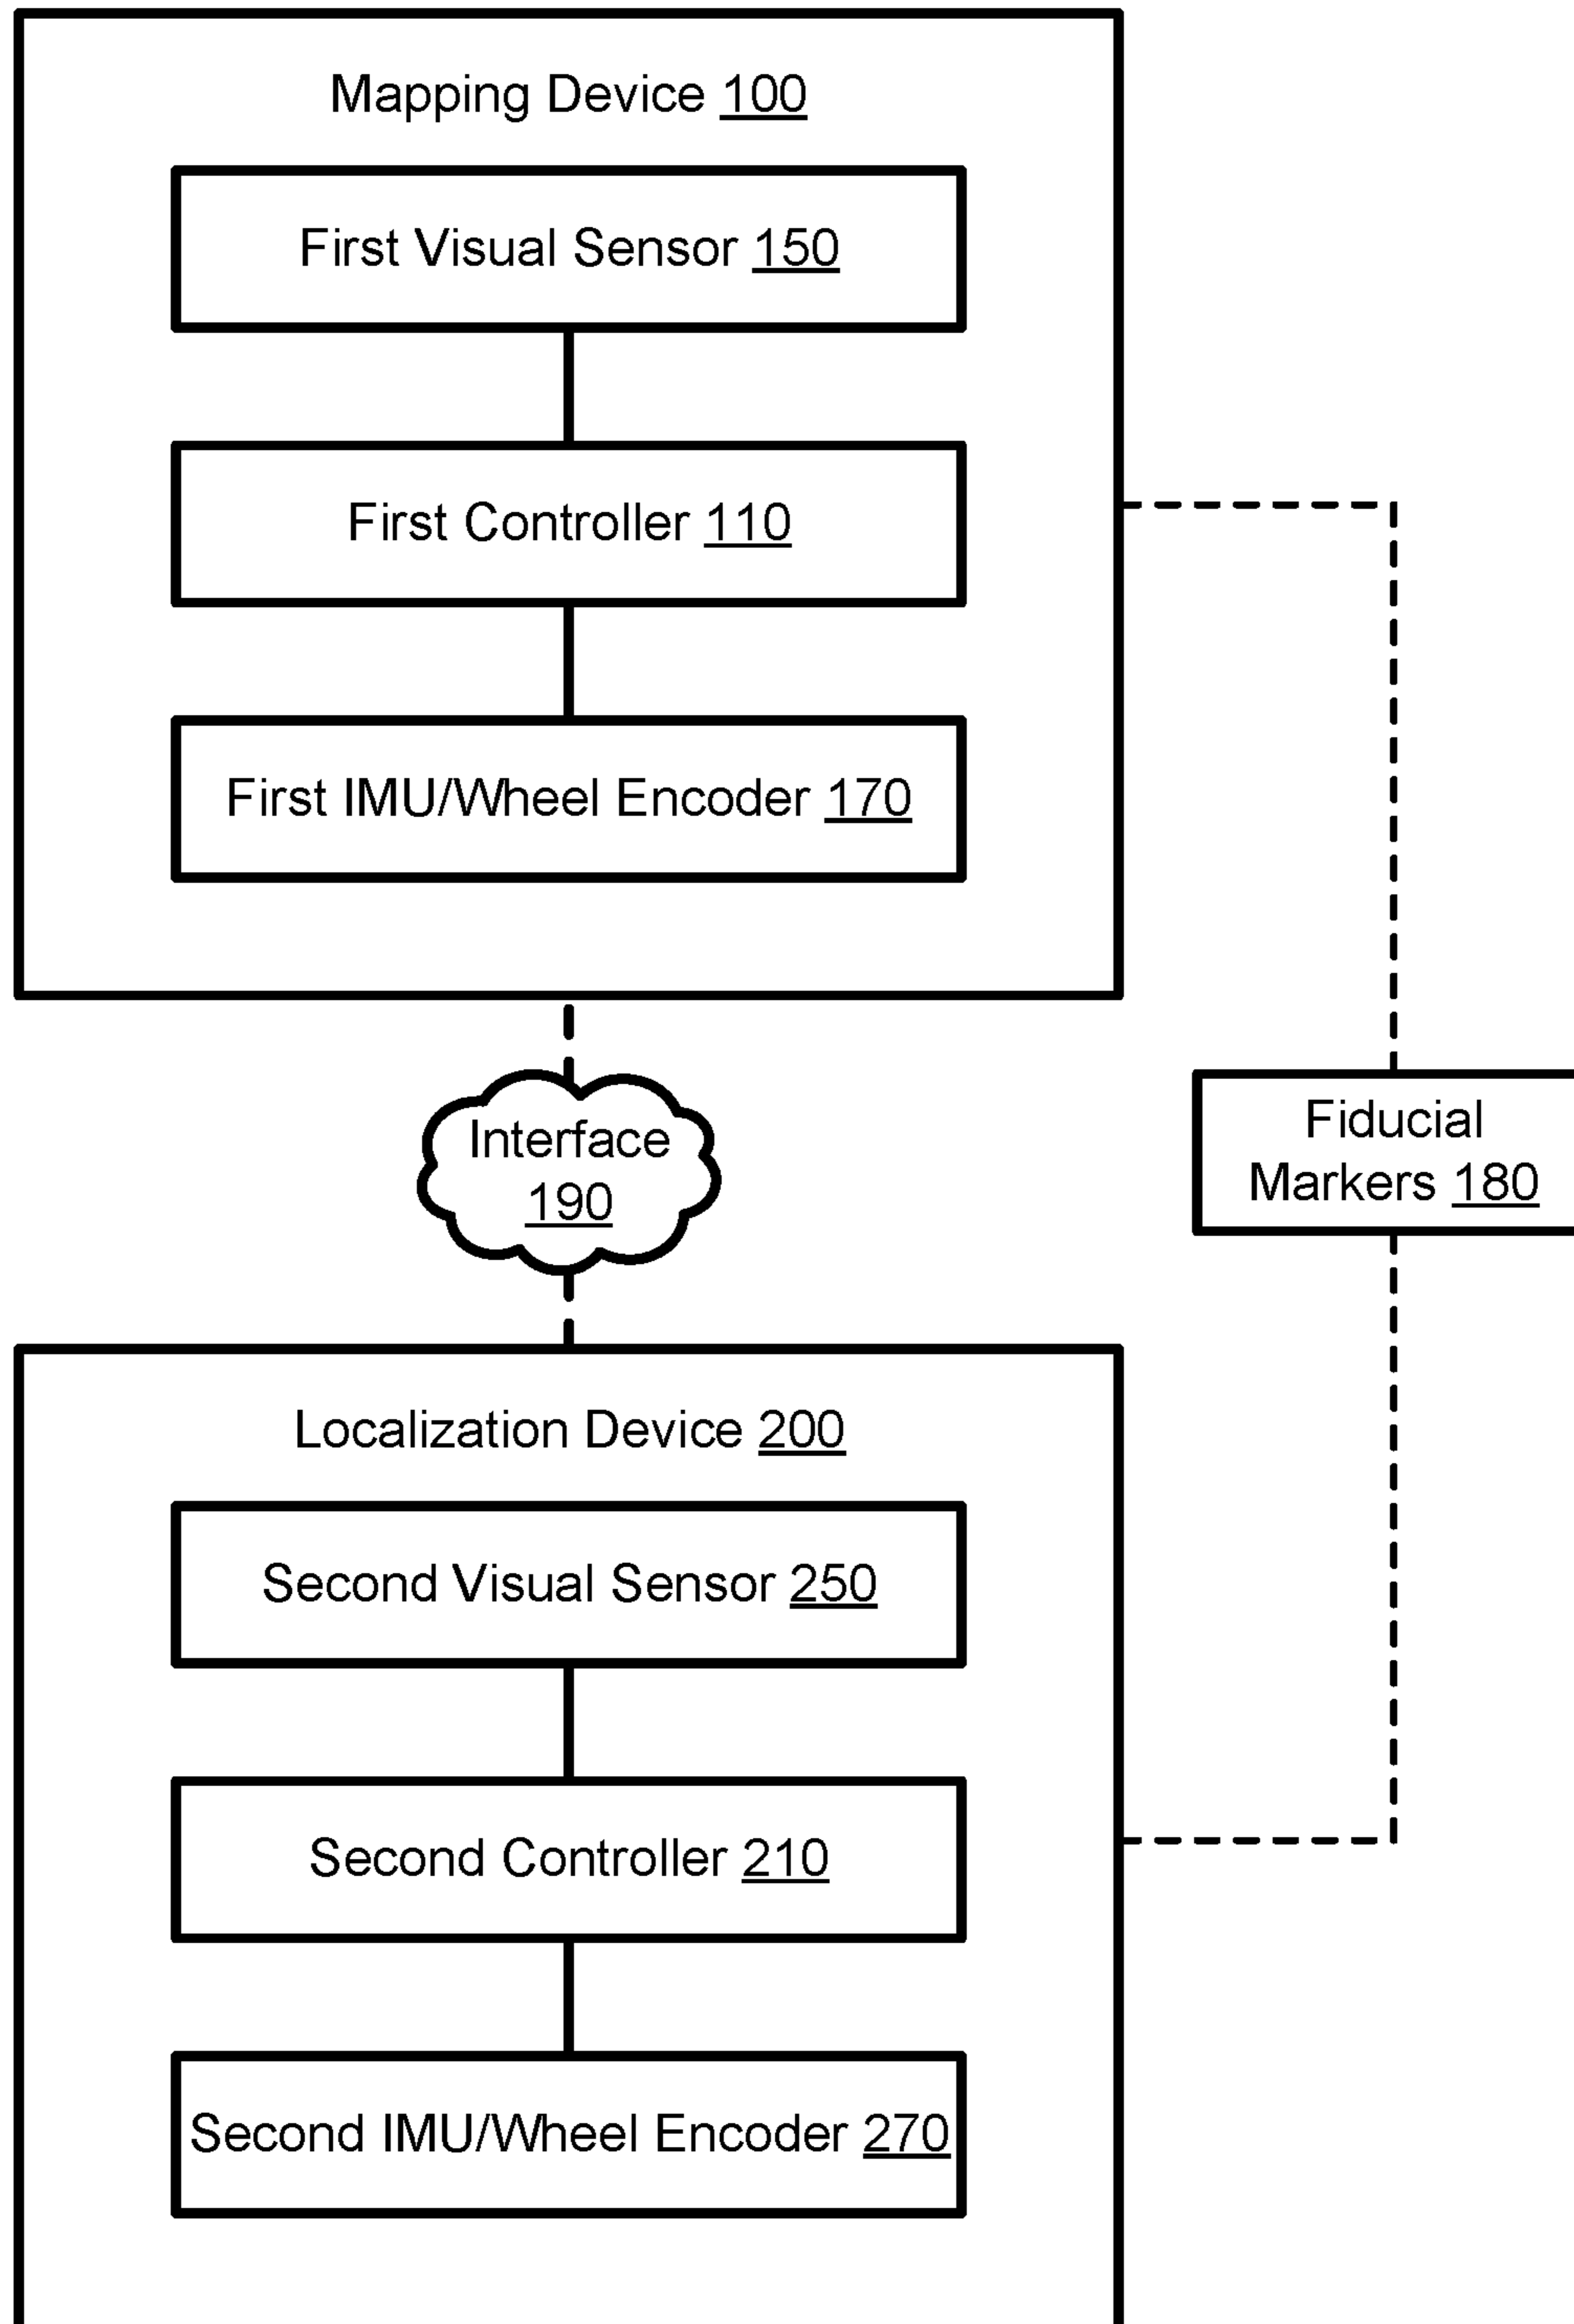 Mapping Device 100
First Visual Sensor 150
First Controller 110
First IMU/Wheel Encoder 170
Interface
190
Fiducial
Markers 180
Localization Device 200
Second Visual Sensor 250
Second Controller 210
Second IMU/Wheel Encoder 270